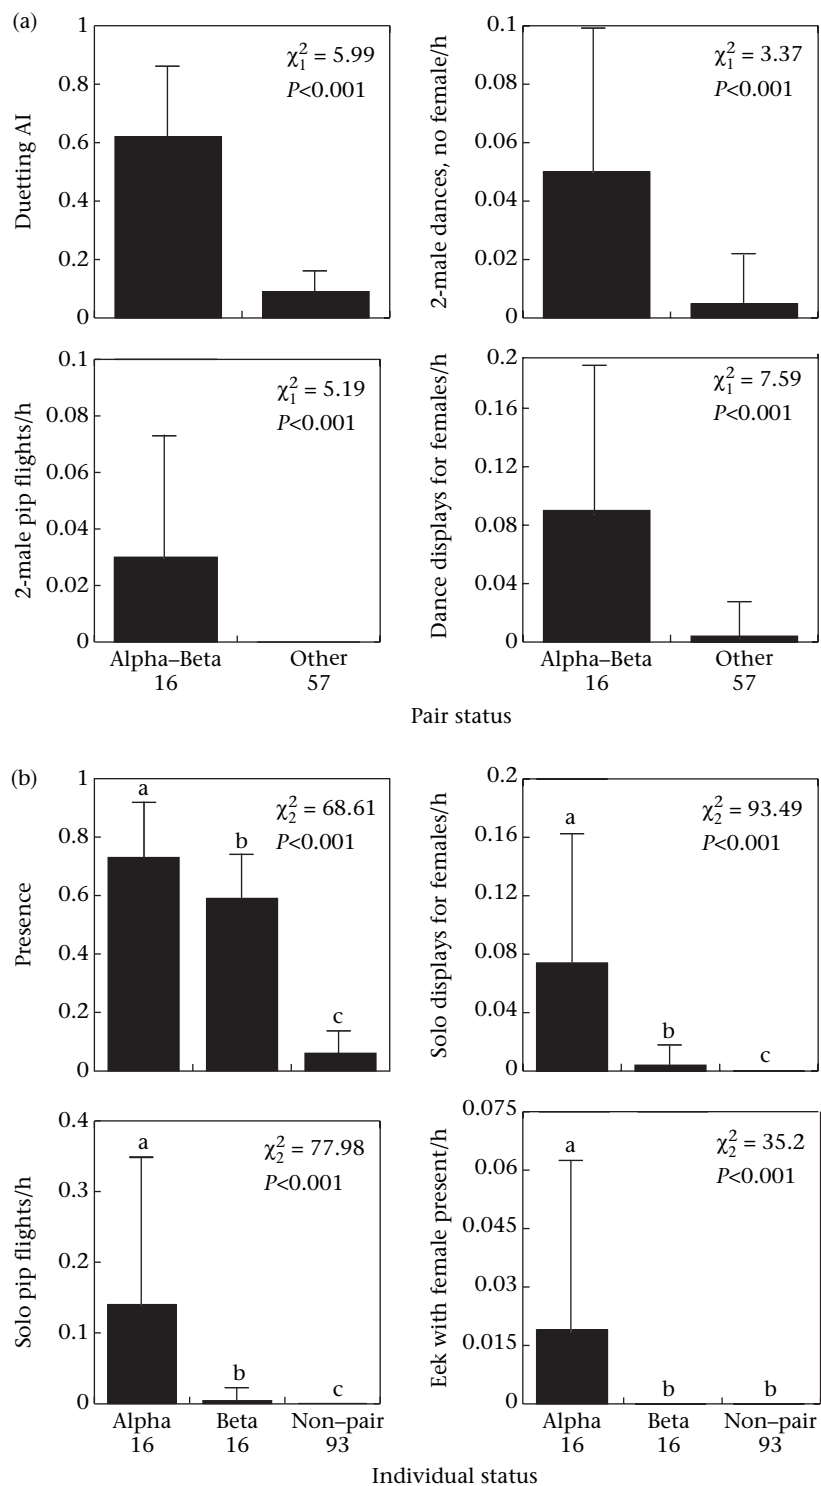 (a)
1
0.8
0.6
0.4
0.2
0
Duetting AI
χ₁² = 5.99
P<0.001
0.1
0.08
0.06
0.04
0.02
0
2-male dances, no female/h
χ₁² = 3.37
P<0.001
0.1
0.08
0.06
0.04
0.02
0
2-male pip flights/h
χ₁² = 5.19
P<0.001
Alpha–Beta Other
16 57
0.2
0.16
0.12
0.08
0.04
0
Dance displays for females/h
χ₁² = 7.59
P<0.001
Alpha–Beta Other
16 57
Pair status
(b)
1
0.8
0.6
0.4
0.2
0
Presence
a
b
c
χ₂² = 68.61
P<0.001
0.2
0.16
0.12
0.08
0.04
0
Solo displays for females/h
a
b
c
χ₂² = 93.49
P<0.001
0.4
0.3
0.2
0.1
0
Solo pip flights/h
a
b
c
χ₂² = 77.98
P<0.001
Alpha Beta Non–pair
16 16 93
0.075
0.06
0.045
0.03
0.015
0
Eek with female present/h
a
b
b
χ₂² = 35.2
P<0.001
Alpha Beta Non–pair
16 16 93
Individual status